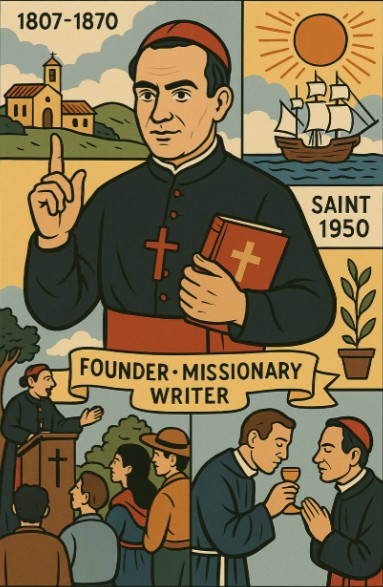 1807-1870
SAINT
1950
FOUNDER · MISSIONARY
WRITER